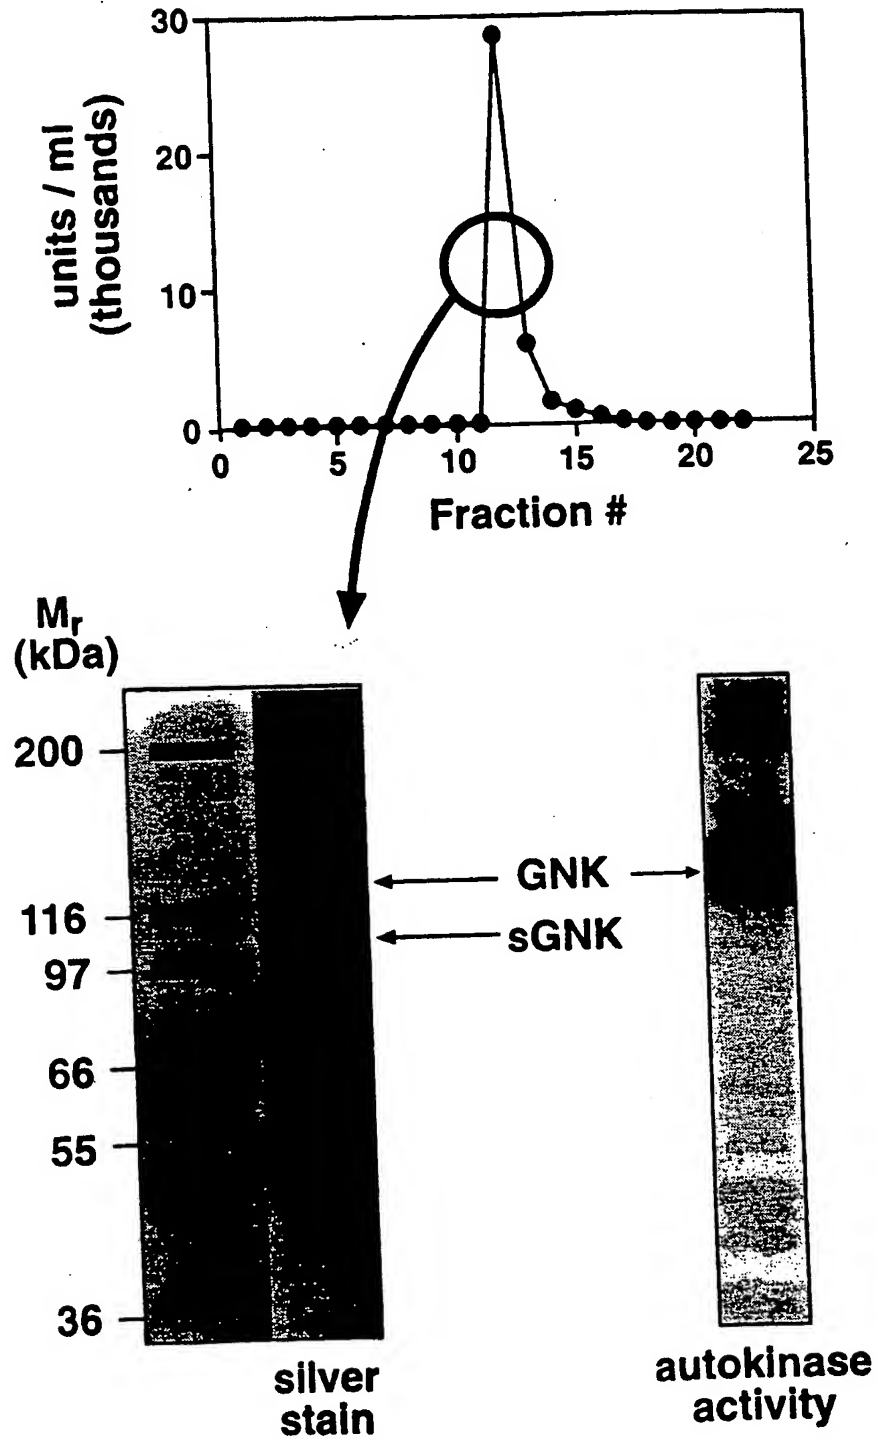 30
20
10
0
units / ml
(thousands)
0 5 10 15 20 25
Fraction #
Mr
(kDa)
200
116
97
66
55
36
GNK
sGNK
silver
stain
autokinase
activity